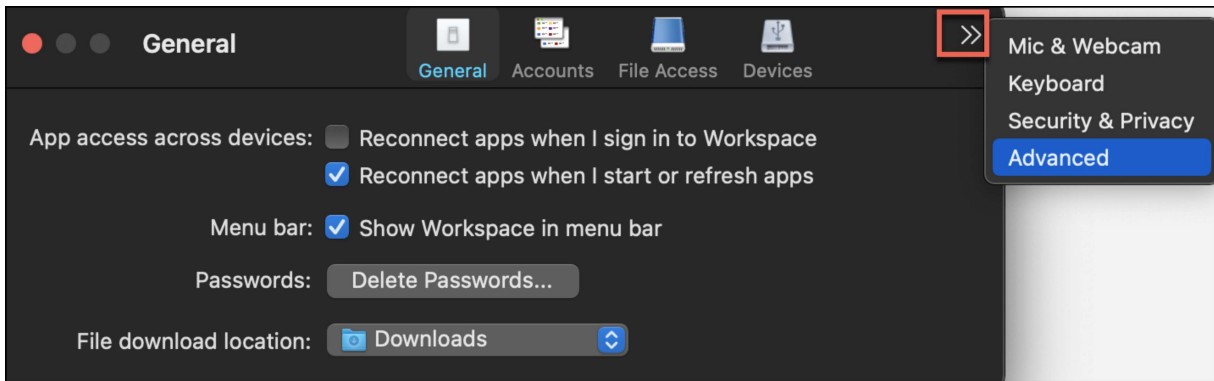 General
General Accounts File Access Devices
Mic & Webcam
Keyboard
Security & Privacy
Advanced
App access across devices: Reconnect apps when I sign in to Workspace
Reconnect apps when I start or refresh apps
Menu bar: Show Workspace in menu bar
Passwords: Delete Passwords...
File download location: Downloads